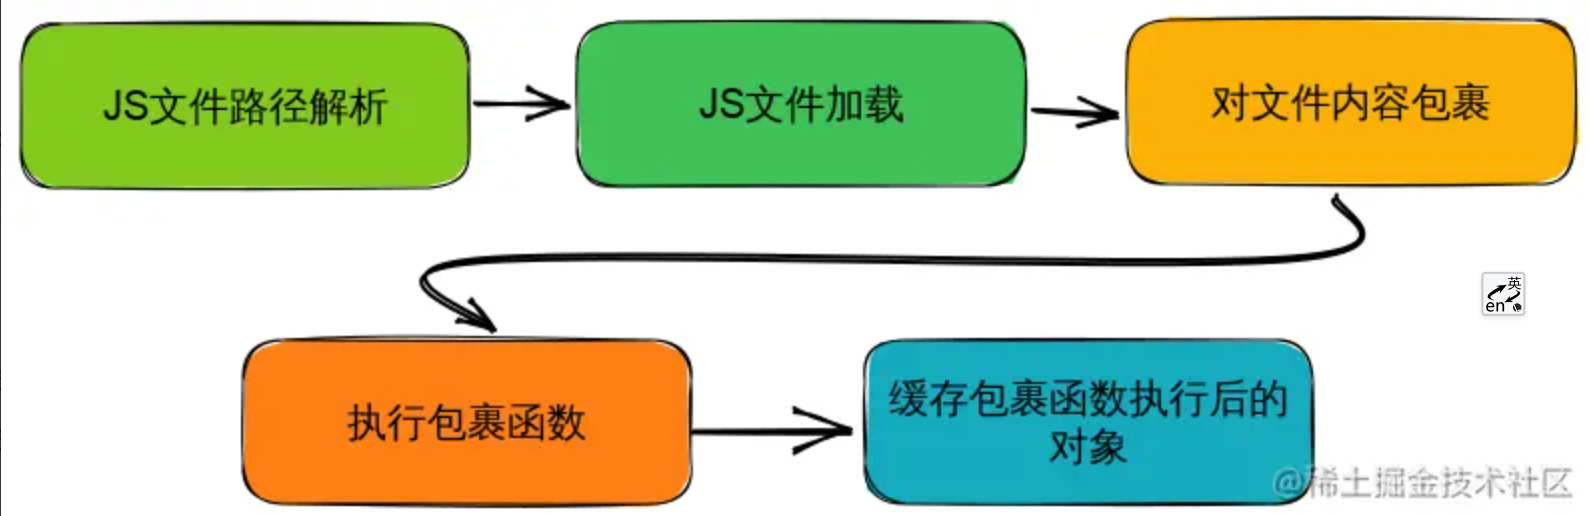 JS文件路径解析
JS文件加载
对文件内容包裹
英
en
执行包裹函数
缓存包裹函数执行后的
对象
@稀土掘金技术社区